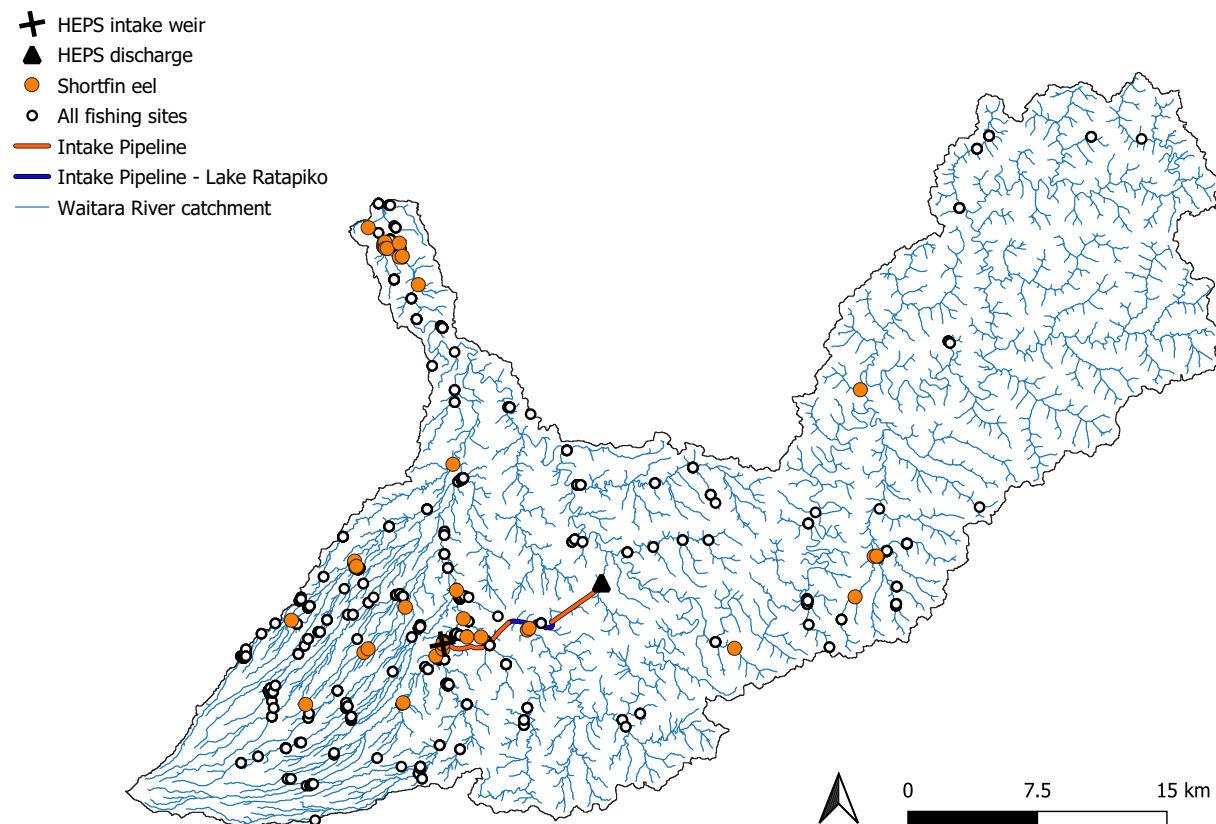 HEPS intake weir
HEPS discharge
Shortfin eel
All fishing sites
Intake Pipeline
Intake Pipeline - Lake Ratapiko
Waitara River catchment
0 7.5 15 km